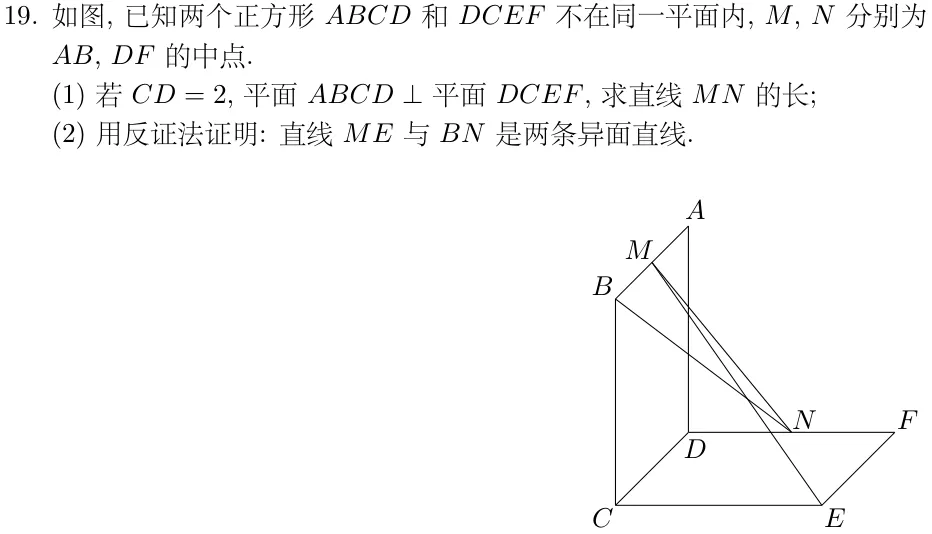 19. 如图, 已知两个正方形 ABCD 和 DCEF 不在同一平面内, M, N 分别为
AB, DF 的中点.
(1) 若 CD = 2, 平面 ABCD ⊥ 平面 DCEF, 求直线 MN 的长;
(2) 用反证法证明: 直线 ME 与 BN 是两条异面直线.
A
M
B
N
F
D
C
E